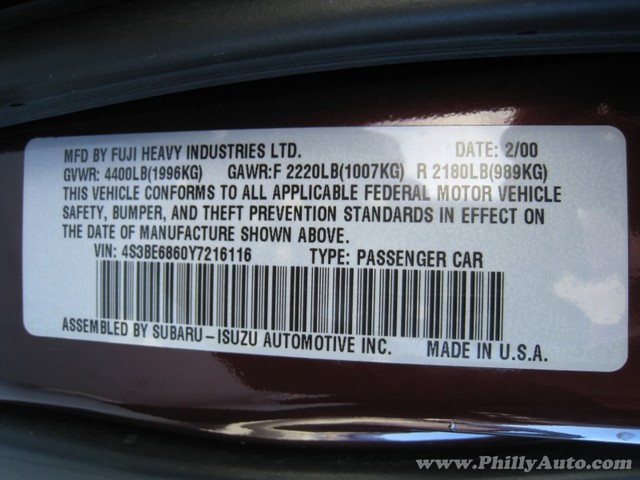 MFD BY FUJI HEAVY INDUSTRIES LTD. DATE: 2/00
GVWR: 4400LB(1996KG) GAWR:F 2220LB(1007KG) R 2180LB(989KG)
THIS VEHICLE CONFORMS TO ALL APPLICABLE FEDERAL MOTOR VEHICLE
SAFETY, BUMPER, AND THEFT PREVENTION STANDARDS IN EFFECT ON
THE DATE OF MANUFACTURE SHOWN ABOVE.
VIN: 4S3BE6860Y7216116 TYPE: PASSENGER CAR
ASSEMBLED BY SUBARU-ISUZU AUTOMOTIVE INC. MADE IN U.S.A.
www.PhillyAuto.com